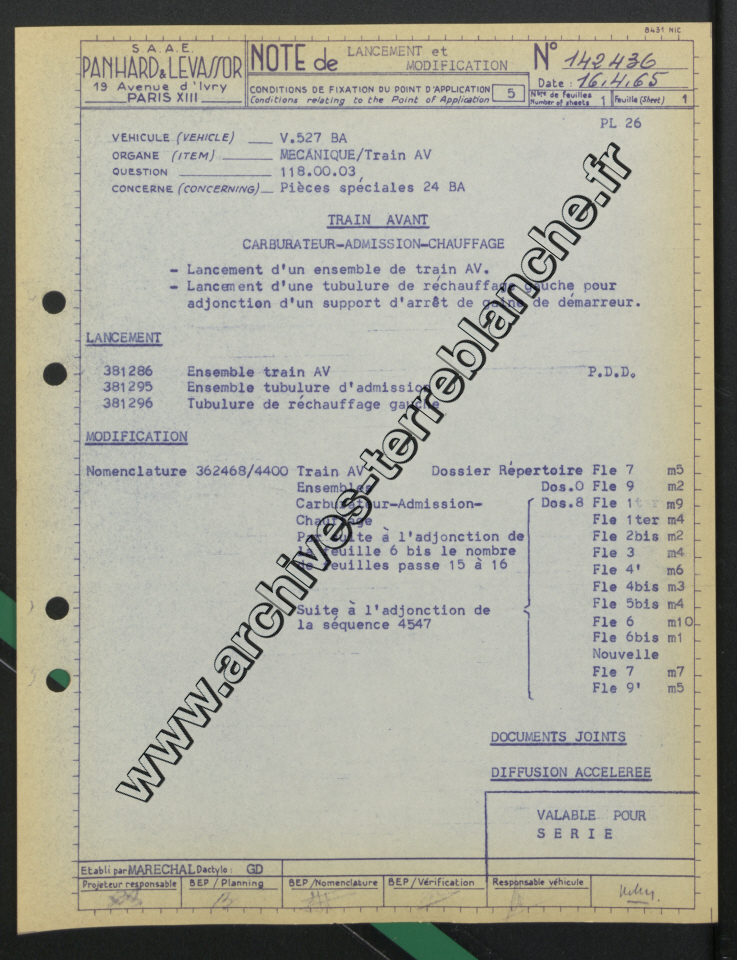 8431 NIC
S.A.A.E.
PANHARD & LEVASSOR
19 Avenue d'Ivry
PARIS XIII
NOTE de LANCEMENT et MODIFICATION
CONDITIONS DE FIXATION DU POINT D'APPLICATION
Conditions relating to the Point of Application
5
N° 142436
Date : 16.4.65
Nbre de Feuilles
Number of sheets 1
Feuille (Sheet) 1
PL 26
VEHICULE (VEHICLE) V.527 BA
ORGANE (ITEM) MECANIQUE/Train AV
QUESTION 118.00.03
CONCERNE (CONCERNING) Pièces spéciales 24 BA
TRAIN AVANT
CARBURATEUR-ADMISSION-CHAUFFAGE
- Lancement d'un ensemble de train AV.
- Lancement d'une tubulure de réchauffage gauche pour
adjonction d'un support d'arrêt de gaine de démarreur.
LANCEMENT
381286 Ensemble train AV P.D.D.
381295 Ensemble tubulure d'admission
381296 Tubulure de réchauffage gauche
MODIFICATION
Nomenclature 362468/4400 Train AV Dossier Répertoire Fle 7 m5
Ensembles Dos.0 Fle 9 m2
Carburateur-Admission- Dos.8 Fle 1 m9
Chauffage Fle 1ter m4
Par suite à l'adjonction de Fle 2bis m2
la feuille 6 bis le nombre Fle 3 m4
de feuilles passe 15 à 16 Fle 4' m6
Fle 4bis m3
Suite à l'adjonction de Fle 5bis m4
la séquence 4547 Fle 6 m10
Fle 6bis m1
Nouvelle
Fle 7 m7
Fle 9' m5
DOCUMENTS JOINTS
DIFFUSION ACCELEREE
VALABLE POUR
SERIE
Etabli par MARECHAL Dactylo : GD
Projeteur responsable
BEP / Planning
BEP / Nomenclature
BEP / Vérification
Responsable véhicule
www.archives-terreblanche.fr